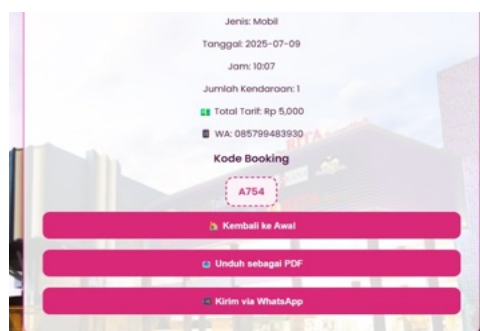 Jenis: Mobil
Tanggal: 2025-07-09
Jam: 10:07
Jumlah Kendaraan: 1
💵 Total Tarif: Rp 5,000
📱 WA: 085799483930
RITA
Kode Booking
A754
🏠 Kembali ke Awal
📥 Unduh sebagai PDF
📱 Kirim via WhatsApp